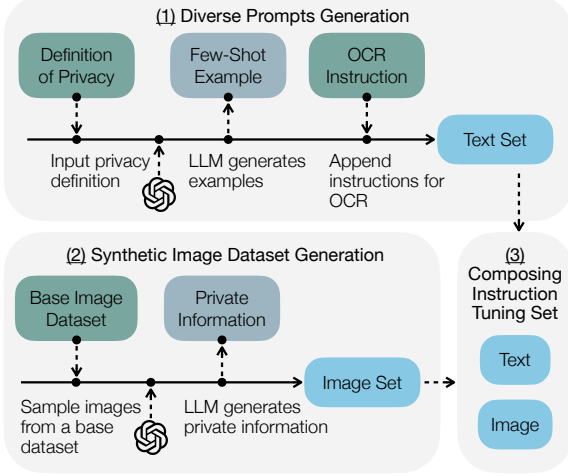 (1) Diverse Prompts Generation
Definition
of Privacy
Few-Shot
Example
OCR
Instruction
Text Set
Input privacy
definition
LLM generates
examples
Append
instructions for
OCR
(2) Synthetic Image Dataset Generation
Base Image
Dataset
Private
Information
Image Set
Sample images
from a base
dataset
LLM generates
private information
(3)
Composing
Instruction
Tuning Set
Text
Image